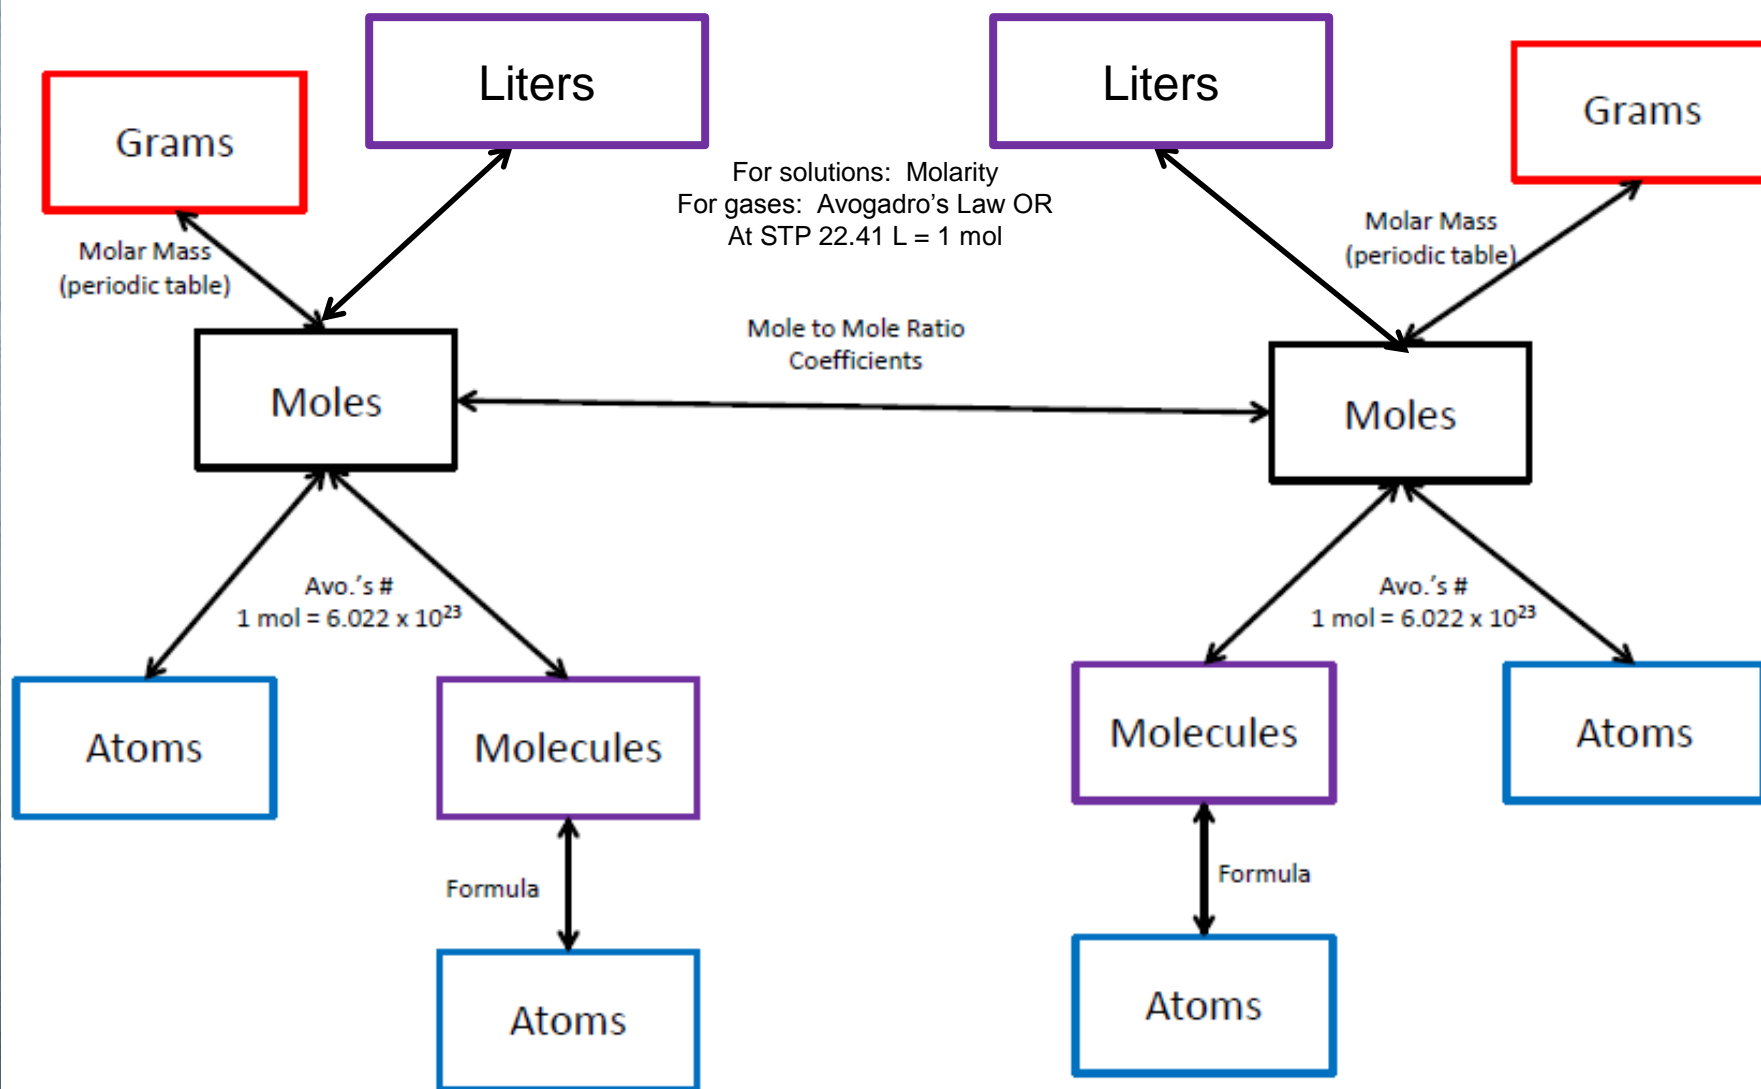 Liters
Liters
Grams
Grams
For solutions:  Molarity
For gases:  Avogadro's Law OR
At STP 22.41 L = 1 mol
Molar Mass
(periodic table)
Molar Mass
(periodic table)
Mole to Mole Ratio
Coefficients
Moles
Moles
Avo.'s #
1 mol = 6.022 x 10²³
Avo.'s #
1 mol = 6.022 x 10²³
Atoms
Molecules
Molecules
Atoms
Formula
Formula
Atoms
Atoms